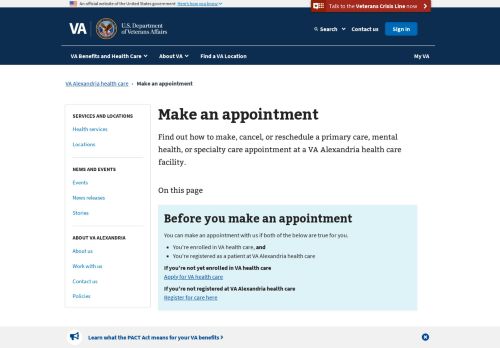 An official website of the United States government Here's how you know
Talk to the Veterans Crisis Line now
VA
U.S. Department
of Veterans Affairs
Search
Contact us
Sign in
VA Benefits and Health Care
About VA
Find a VA Location
My VA
VA Alexandria health care › Make an appointment
SERVICES AND LOCATIONS
Health services
Locations
NEWS AND EVENTS
Events
News releases
Stories
ABOUT VA ALEXANDRIA
About us
Work with us
Contact us
Policies
Make an appointment
Find out how to make, cancel, or reschedule a primary care, mental
health, or specialty care appointment at a VA Alexandria health care
facility.
On this page
Before you make an appointment
You can make an appointment with us if both of the below are true for you.
• You're enrolled in VA health care, and
• You're registered as a patient at VA Alexandria health care
If you're not yet enrolled in VA health care
Apply for VA health care
If you're not registered at VA Alexandria health care
Register for care here
Learn what the PACT Act means for your VA benefits